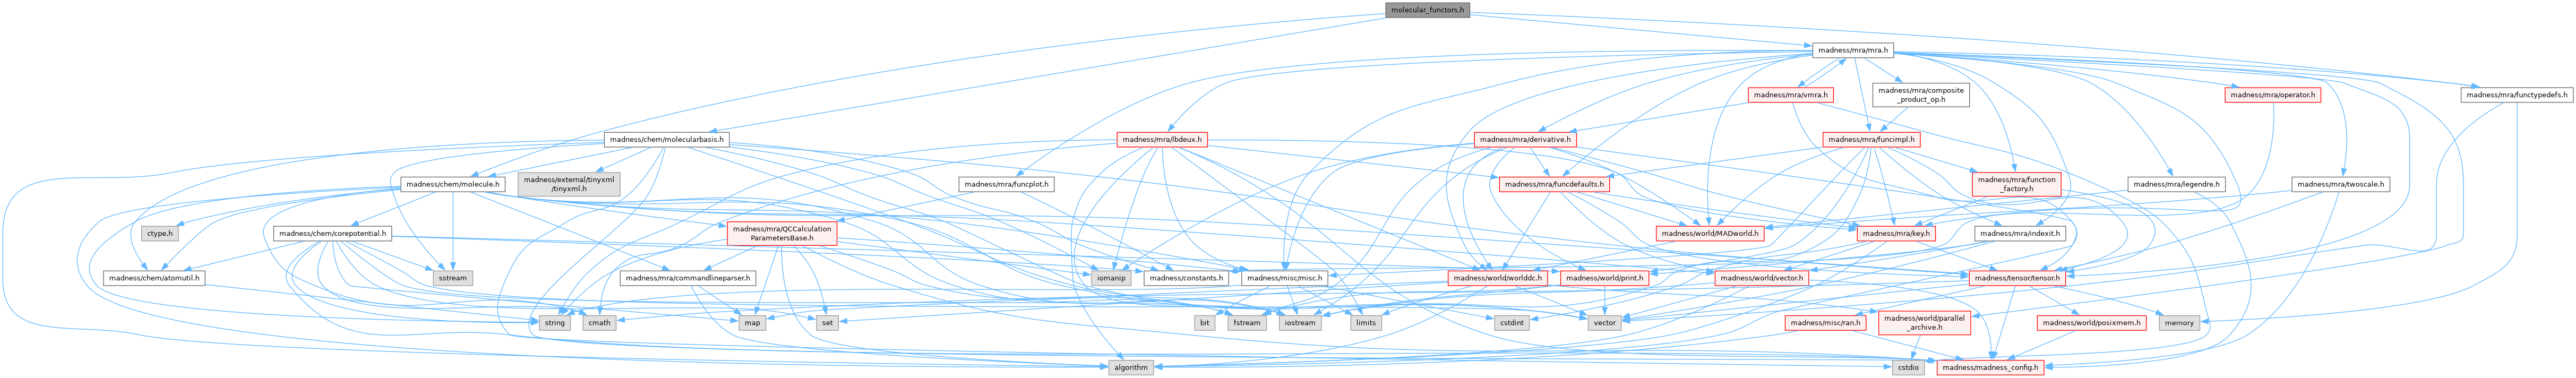 molecular_functors.h
madness/mra/mra.h
madness/mra/vmra.h
madness/mra/composite
_product_op.h
madness/mra/operator.h
madness/mra/functypedefs.h
madness/chem/molecularbasis.h
madness/mra/lbdeux.h
madness/mra/derivative.h
madness/mra/funcimpl.h
madness/external/tinyxml
/tinyxml.h
madness/chem/molecule.h
madness/mra/funcplot.h
madness/mra/funcdefaults.h
madness/mra/function
_factory.h
madness/mra/legendre.h
madness/mra/twoscale.h
ctype.h
madness/chem/corepotential.h
madness/mra/QCCalculation
ParametersBase.h
madness/world/MADworld.h
madness/mra/key.h
madness/mra/indexit.h
madness/chem/atomutil.h
sstream
madness/mra/commandlineparser.h
iomanip
madness/constants.h
madness/misc/misc.h
madness/world/worlddc.h
madness/world/print.h
madness/world/vector.h
madness/tensor/tensor.h
string
cmath
map
set
bit
fstream
iostream
limits
cstdint
vector
madness/misc/ran.h
madness/world/parallel
_archive.h
madness/world/posixmem.h
memory
algorithm
cstdio
madness/madness_config.h